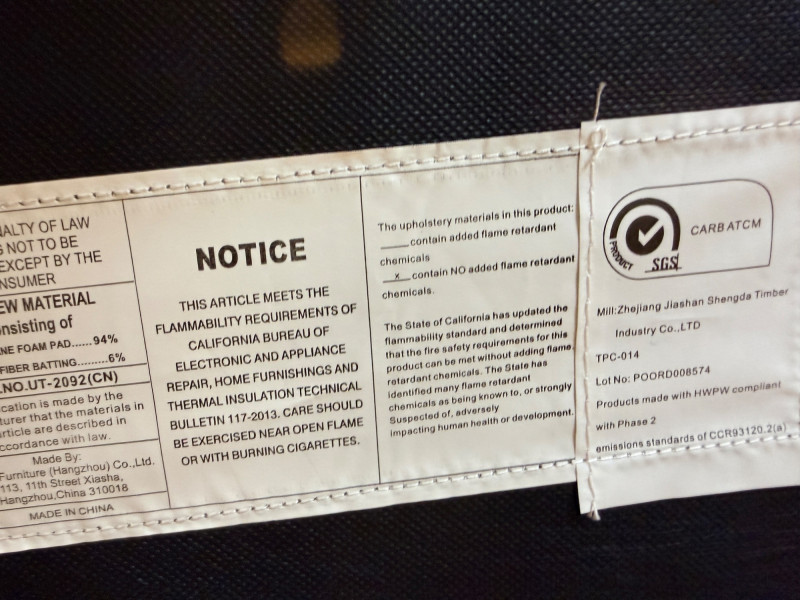 ALTY OF LAW
NOT TO BE
EXCEPT BY THE
NSUMER
EW MATERIAL
nsisting of
NE FOAM PAD......94%
FIBER BATTING.........6%
.NO.UT-2092(CN)
ication is made by the
turer that the materials in
rticle are described in
ccordance with law.
Made By:
Furniture (Hangzhou) Co.,Ltd.
113, 11th Street Xiasha,
Hangzhou,China 310018
MADE IN CHINA
NOTICE
THIS ARTICLE MEETS THE
FLAMMABILITY REQUIREMENTS OF
CALIFORNIA BUREAU OF
ELECTRONIC AND APPLIANCE
REPAIR, HOME FURNISHINGS AND
THERMAL INSULATION TECHNICAL
BULLETIN 117-2013. CARE SHOULD
BE EXERCISED NEAR OPEN FLAME
OR WITH BURNING CIGARETTES.
The upholstery materials in this product:
_____contain added flame retardant
chemicals
__x__contain NO added flame retardant
chemicals.
The State of California has updated the
flammability standard and determined
that the fire safety requirements for this
product can be met without adding flame
retardant chemicals. The State has
identified many flame retardant
chemicals as being known to, or strongly
Suspected of, adversely
impacting human health or development.
PRODUCT
SGS
CARB ATCM
Mill:Zhejiang Jiashan Shengda Timber
Industry Co.,LTD
TPC-014
Lot No: POORD008574
Products made with HWPW compliant
with Phase 2
emissions standards of CCR93120.2(a)